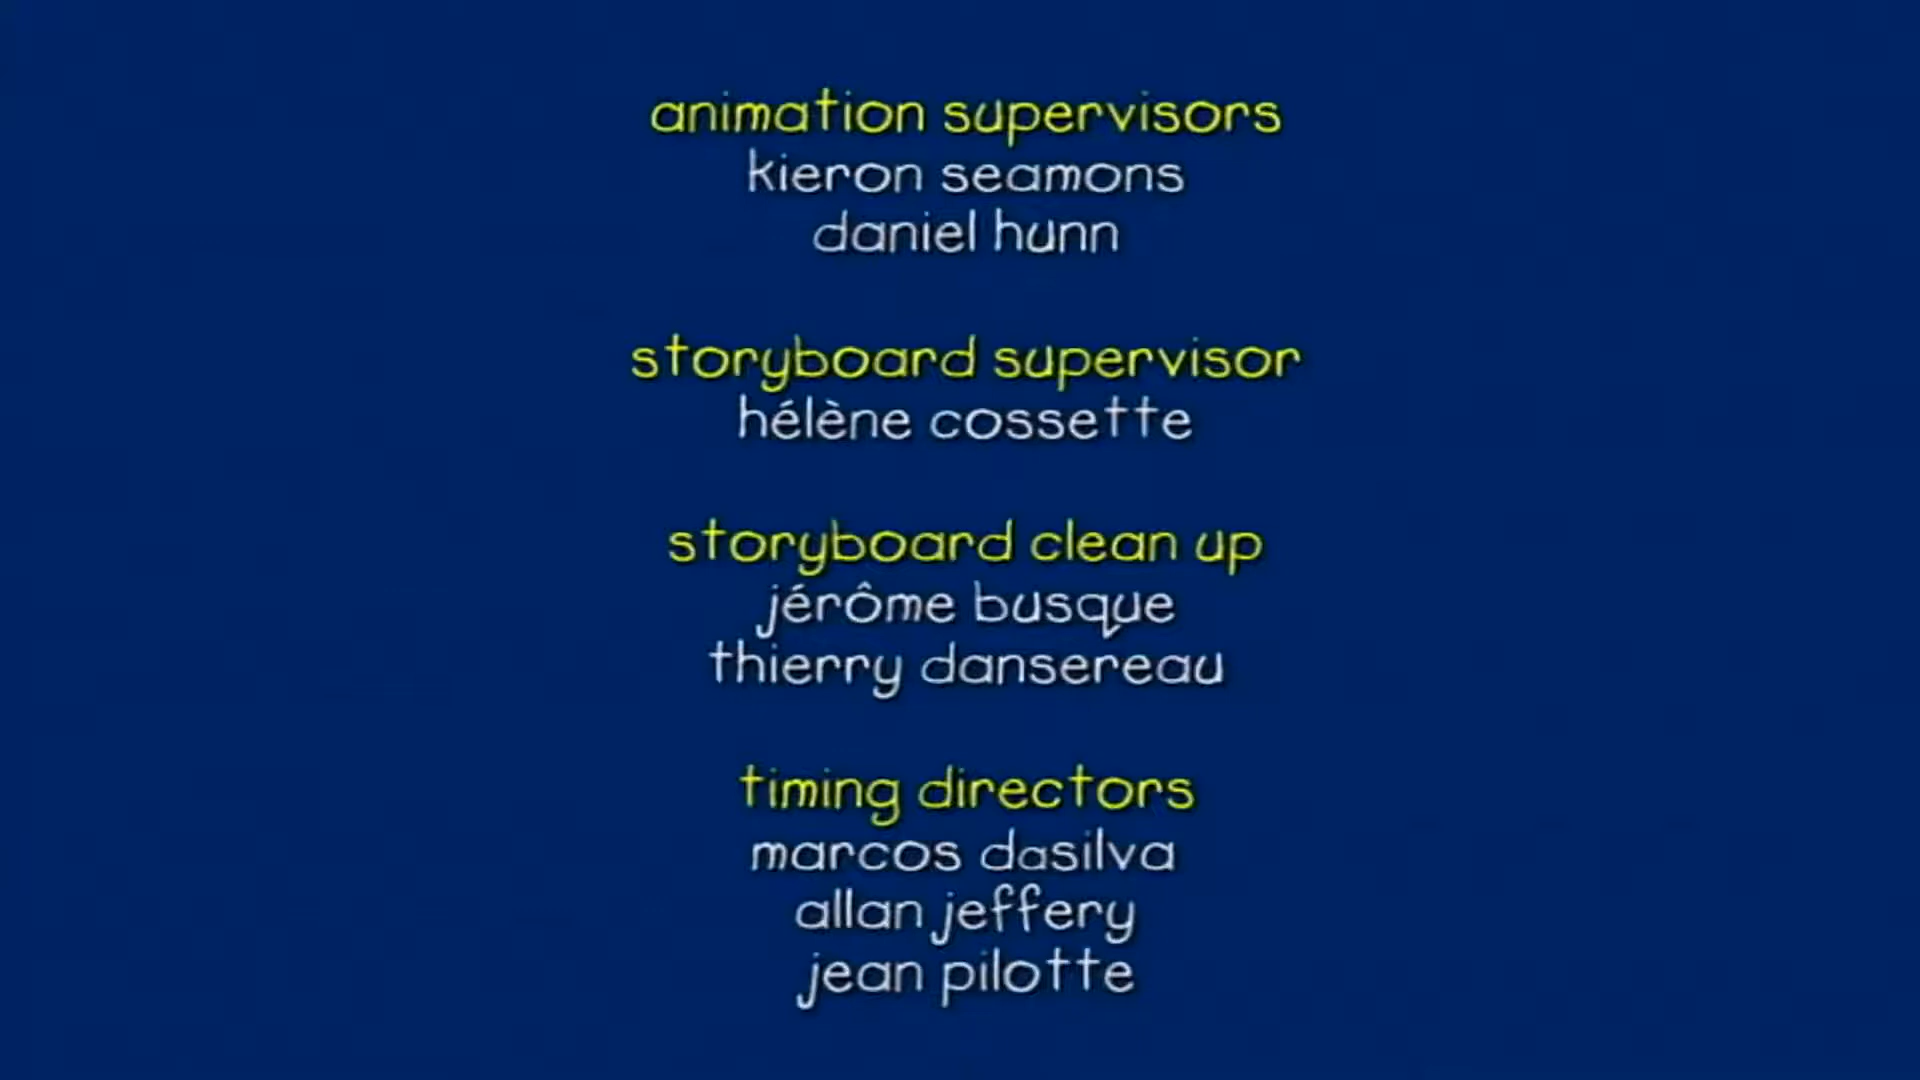 animation supervisors
kieron seamons
daniel hunn
storyboard supervisor
hélène cossette
storyboard clean up
jérôme busque
thierry dansereau
timing directors
marcos dasilva
allan jeffery
jean pilotte